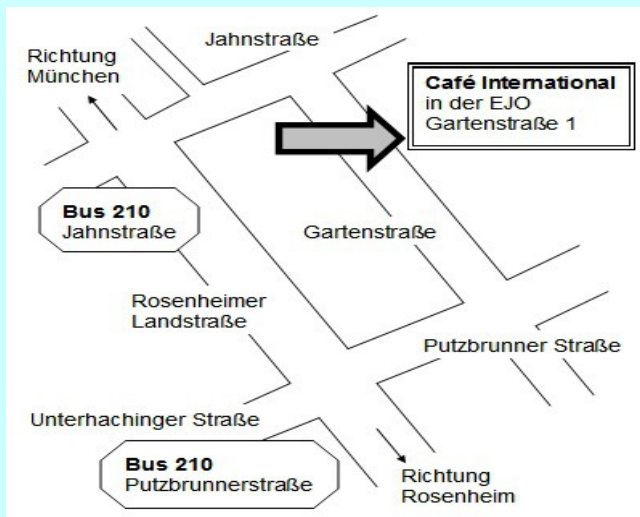 Jahnstraße
Richtung
München
Café International
in der EJO
Gartenstraße 1
Bus 210
Jahnstraße
Gartenstraße
Rosenheimer
Landstraße
Putzbrunner Straße
Unterhachinger Straße
Bus 210
Putzbrunnerstraße
Richtung
Rosenheim